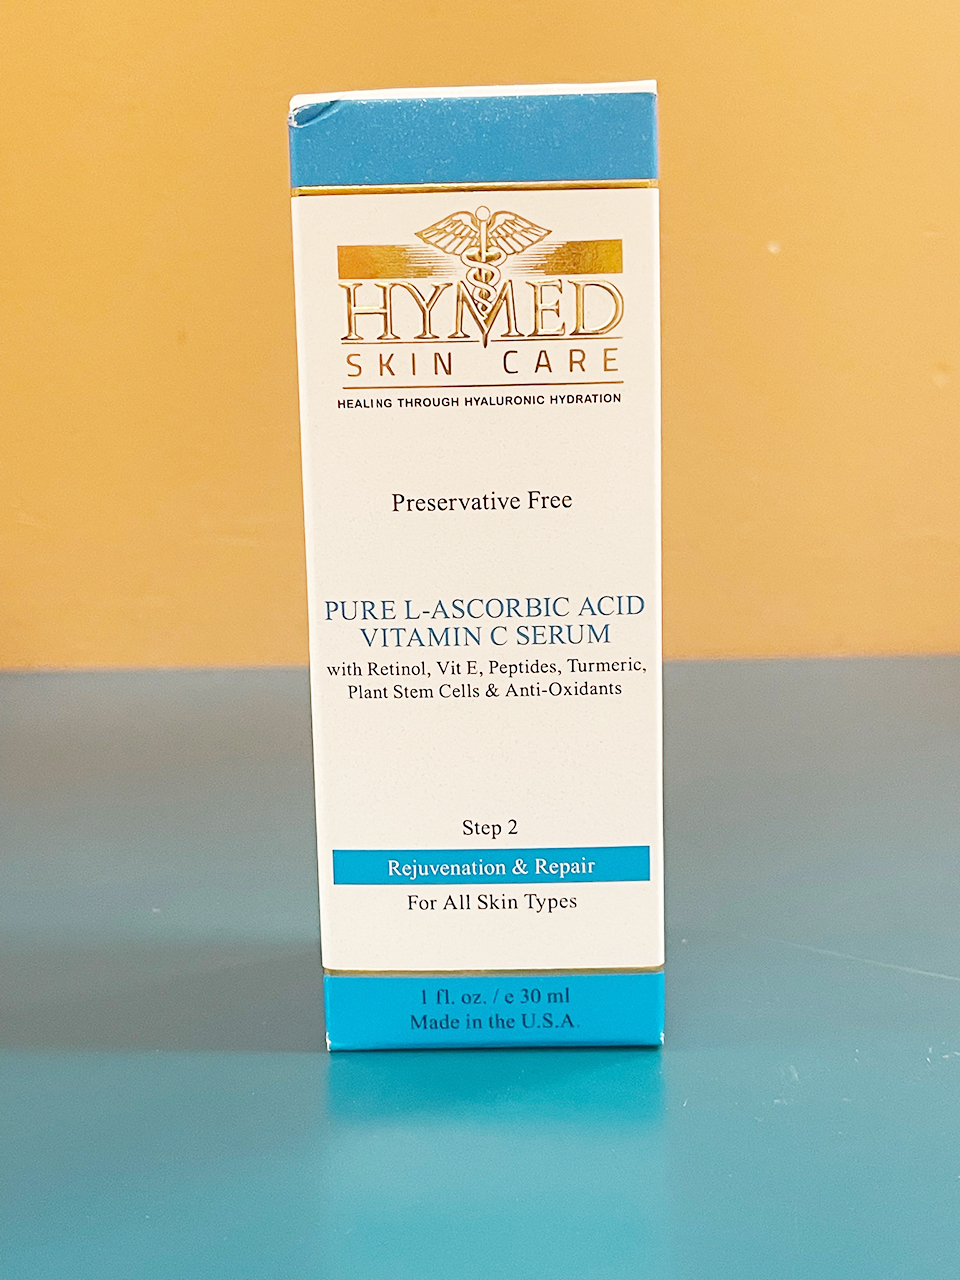 HYMED
SKIN CARE
HEALING THROUGH HYALURONIC HYDRATION
Preservative Free
PURE L-ASCORBIC ACID
VITAMIN C SERUM
with Retinol, Vit E, Peptides, Turmeric,
Plant Stem Cells & Anti-Oxidants
Step 2
Rejuvenation & Repair
For All Skin Types
1 fl. oz. / e 30 ml
Made in the U.S.A.